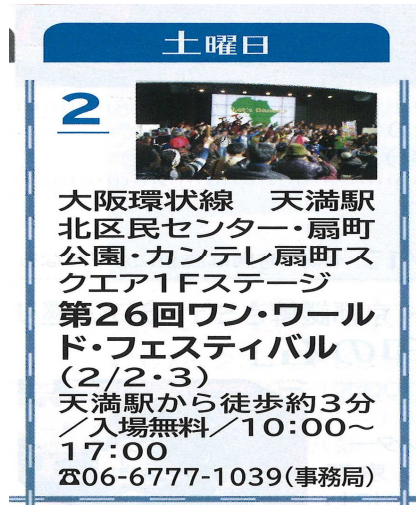 土曜日
2
Let's Dance
大阪環状線　天満駅
北区民センター・扇町
公園・カンテレ扇町ス
クエア1Fステージ
第26回ワン・ワール
ド・フェスティバル
(2/2・3)
天満駅から徒歩約3分
／入場無料／10:00～
17:00
☎06-6777-1039(事務局)